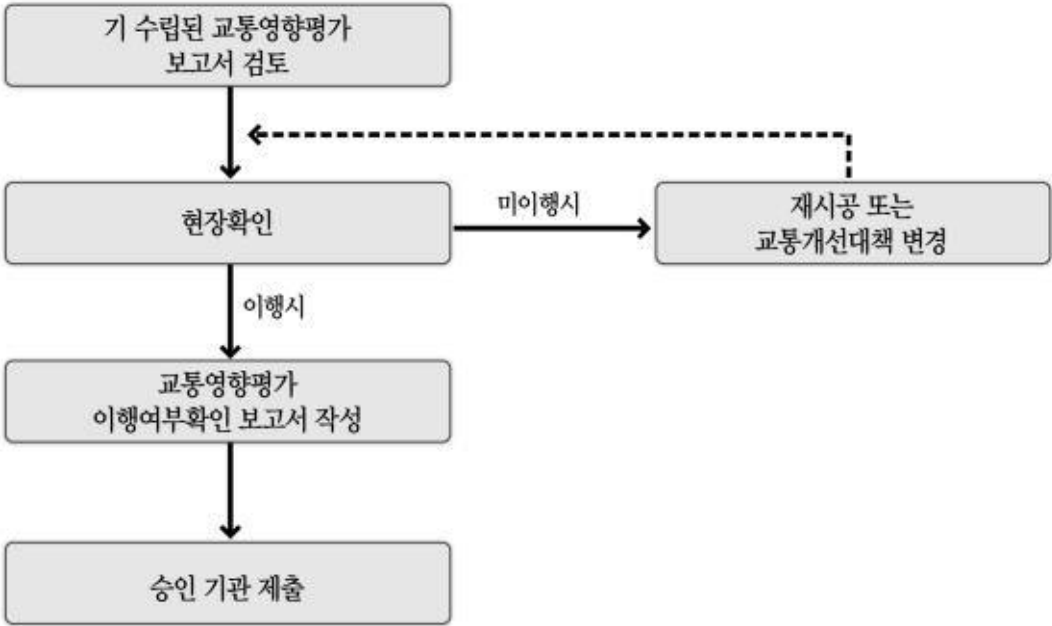 기 수립된 교통영향평가
보고서 검토
현장확인
미이행시
재시공 또는
교통개선대책 변경
이행시
교통영향평가
이행여부확인 보고서 작성
승인 기관 제출